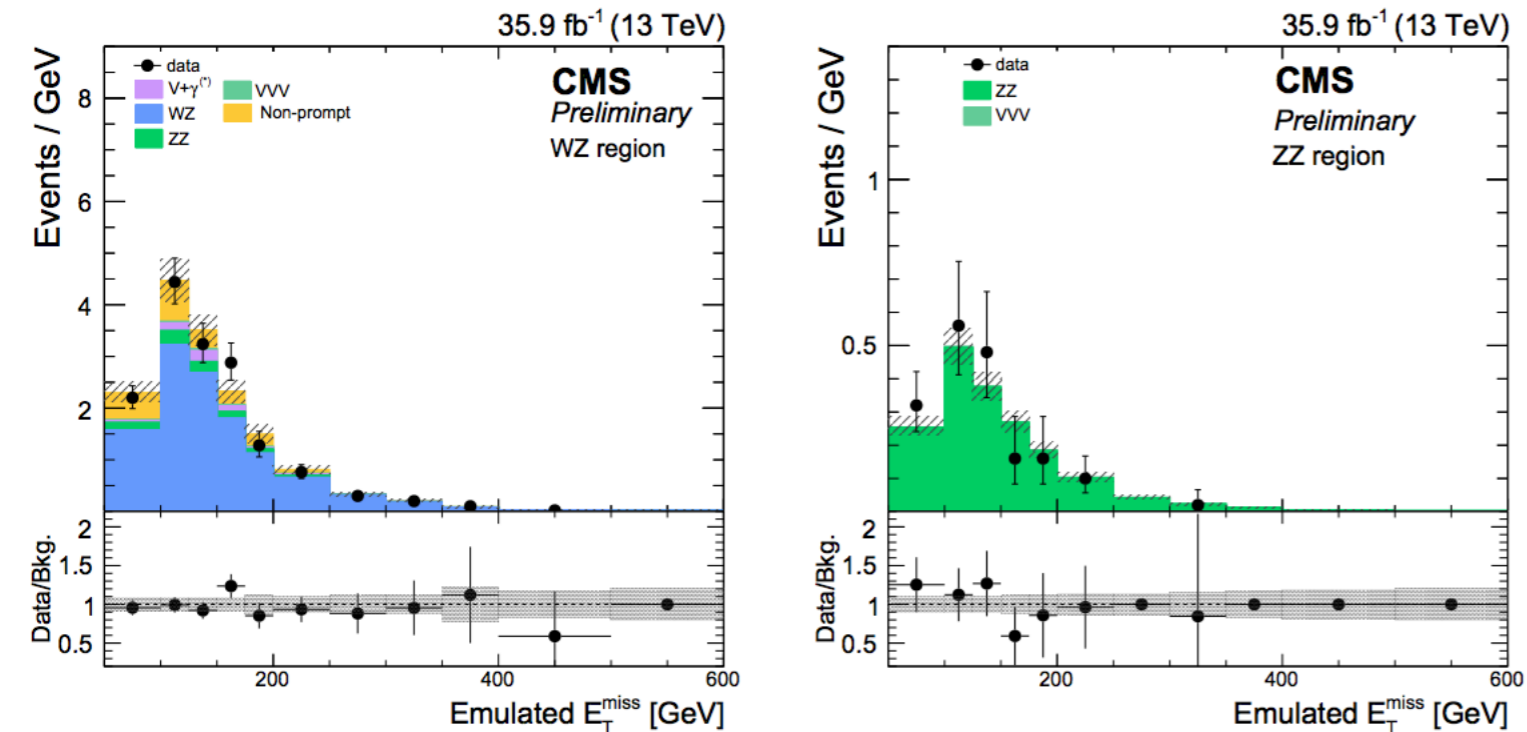 35.9 fb⁻¹ (13 TeV)
Events / GeV
8
6
4
2
data
V+γ(*)
VVV
WZ
Non-prompt
ZZ
CMS
Preliminary
WZ region
Data/Bkg.
2
1.5
1
0.5
200
400
600
Emulated E_T^miss [GeV]
35.9 fb⁻¹ (13 TeV)
Events / GeV
1
0.5
data
ZZ
VVV
CMS
Preliminary
ZZ region
Data/Bkg.
2
1.5
1
0.5
200
400
600
Emulated E_T^miss [GeV]